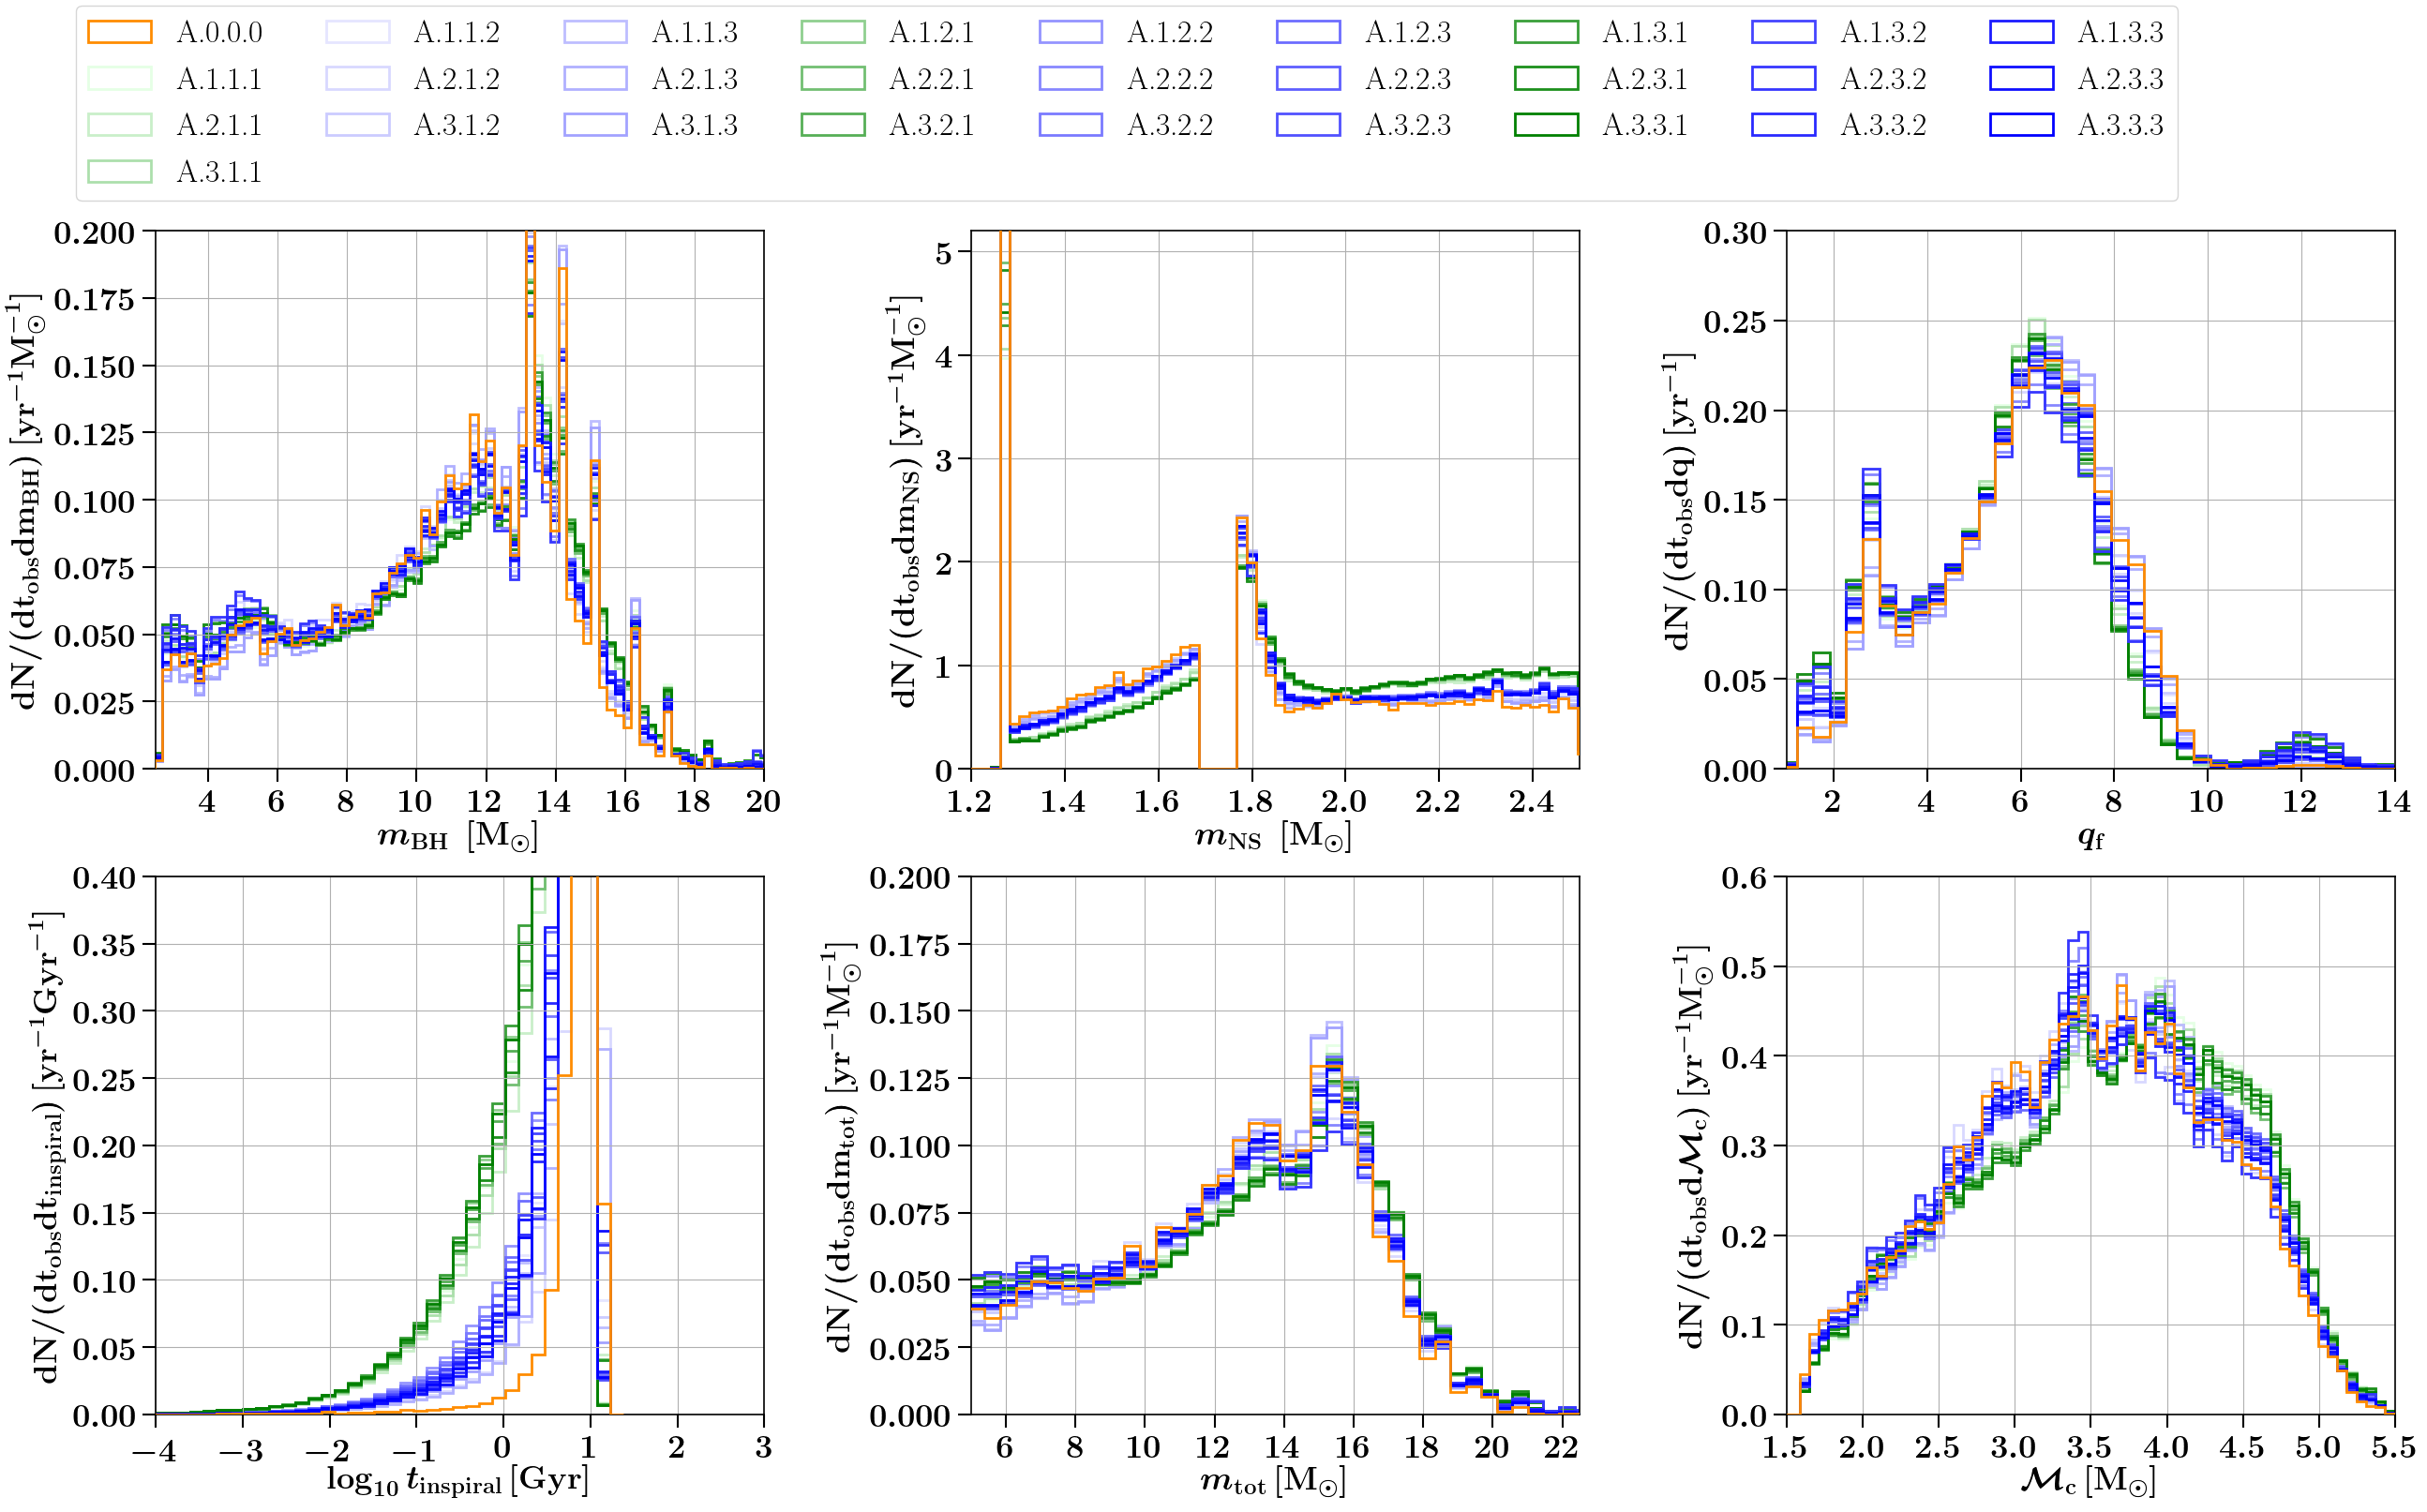 A.0.0.0 A.1.1.2 A.1.1.3 A.1.2.1 A.1.2.2 A.1.2.3 A.1.3.1 A.1.3.2 A.1.3.3
A.1.1.1 A.2.1.2 A.2.1.3 A.2.2.1 A.2.2.2 A.2.2.3 A.2.3.1 A.2.3.2 A.2.3.3
A.2.1.1 A.3.1.2 A.3.1.3 A.3.2.1 A.3.2.2 A.3.2.3 A.3.3.1 A.3.3.2 A.3.3.3
A.3.1.1
dN/(dt_obs dm_BH) [yr⁻¹M_⊙⁻¹]
0.200
0.175
0.150
0.125
0.100
0.075
0.050
0.025
0.000
4 6 8 10 12 14 16 18 20
m_BH [M_⊙]
dN/(dt_obs dm_NS) [yr⁻¹M_⊙⁻¹]
5
4
3
2
1
0
1.2 1.4 1.6 1.8 2.0 2.2 2.4
m_NS [M_⊙]
dN/(dt_obs dq) [yr⁻¹]
0.30
0.25
0.20
0.15
0.10
0.05
0.00
2 4 6 8 10 12 14
q_f
dN/(dt_obs dt_inspiral) [yr⁻¹Gyr⁻¹]
0.40
0.35
0.30
0.25
0.20
0.15
0.10
0.05
0.00
−4 −3 −2 −1 0 1 2 3
log₁₀ t_inspiral [Gyr]
dN/(dt_obs dm_tot) [yr⁻¹M_⊙⁻¹]
0.200
0.175
0.150
0.125
0.100
0.075
0.050
0.025
0.000
6 8 10 12 14 16 18 20 22
m_tot [M_⊙]
dN/(dt_obs dℳ_c) [yr⁻¹M_⊙⁻¹]
0.6
0.5
0.4
0.3
0.2
0.1
0.0
1.5 2.0 2.5 3.0 3.5 4.0 4.5 5.0 5.5
ℳ_c [M_⊙]